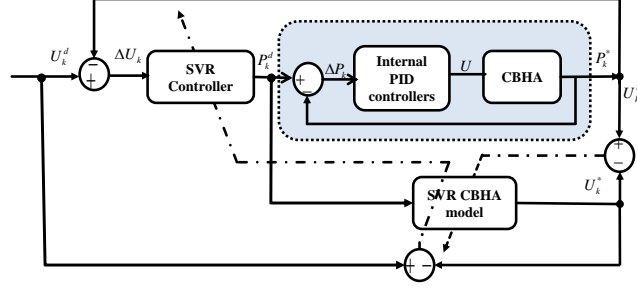 U_k^d
−
+
ΔU_k
SVR
Controller
P_k^d
+
−
ΔP_k
Internal
PID
controllers
U
CBHA
P_k^*
+
−
U_k^*
SVR CBHA
model
+ −